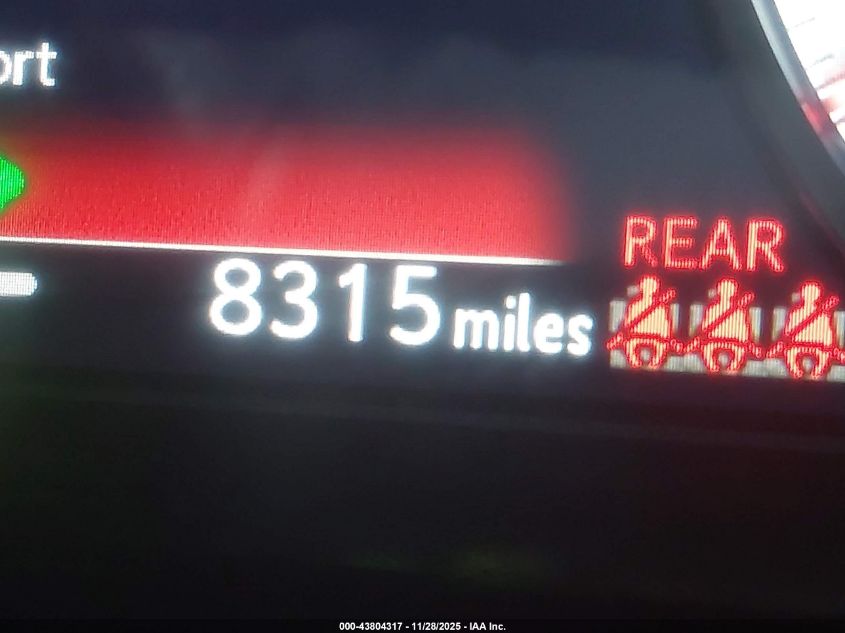 ort
REAR
8315 miles
000-43804317 - 11/28/2025 - IAA Inc.